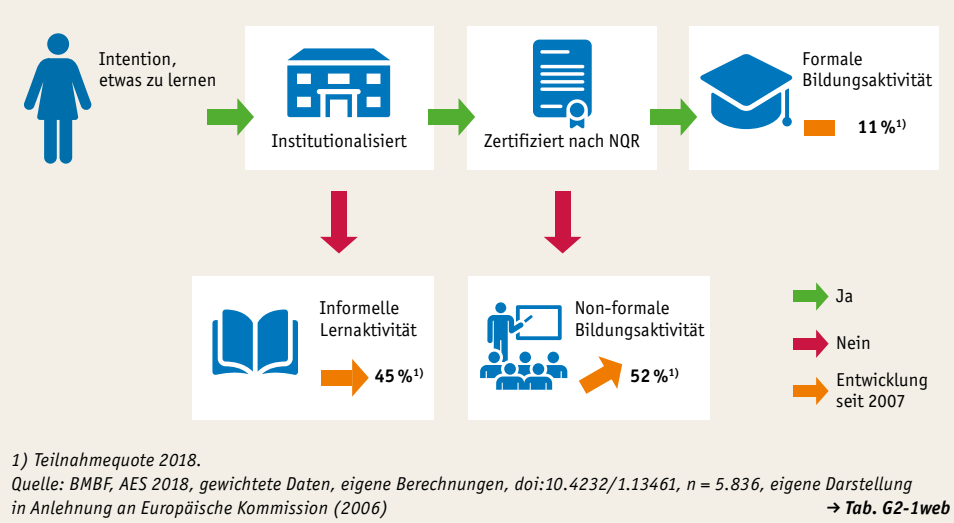 Intention,
etwas zu lernen
Institutionalisiert
Zertifiziert nach NQR
Formale
Bildungsaktivität
11 %1)
Informelle
Lernaktivität
45 %1)
Non-formale
Bildungsaktivität
52 %1)
Ja
Nein
Entwicklung
seit 2007
1) Teilnahmequote 2018.
Quelle: BMBF, AES 2018, gewichtete Daten, eigene Berechnungen, doi:10.4232/1.13461, n = 5.836, eigene Darstellung
in Anlehnung an Europäische Kommission (2006)
→ Tab. G2-1web